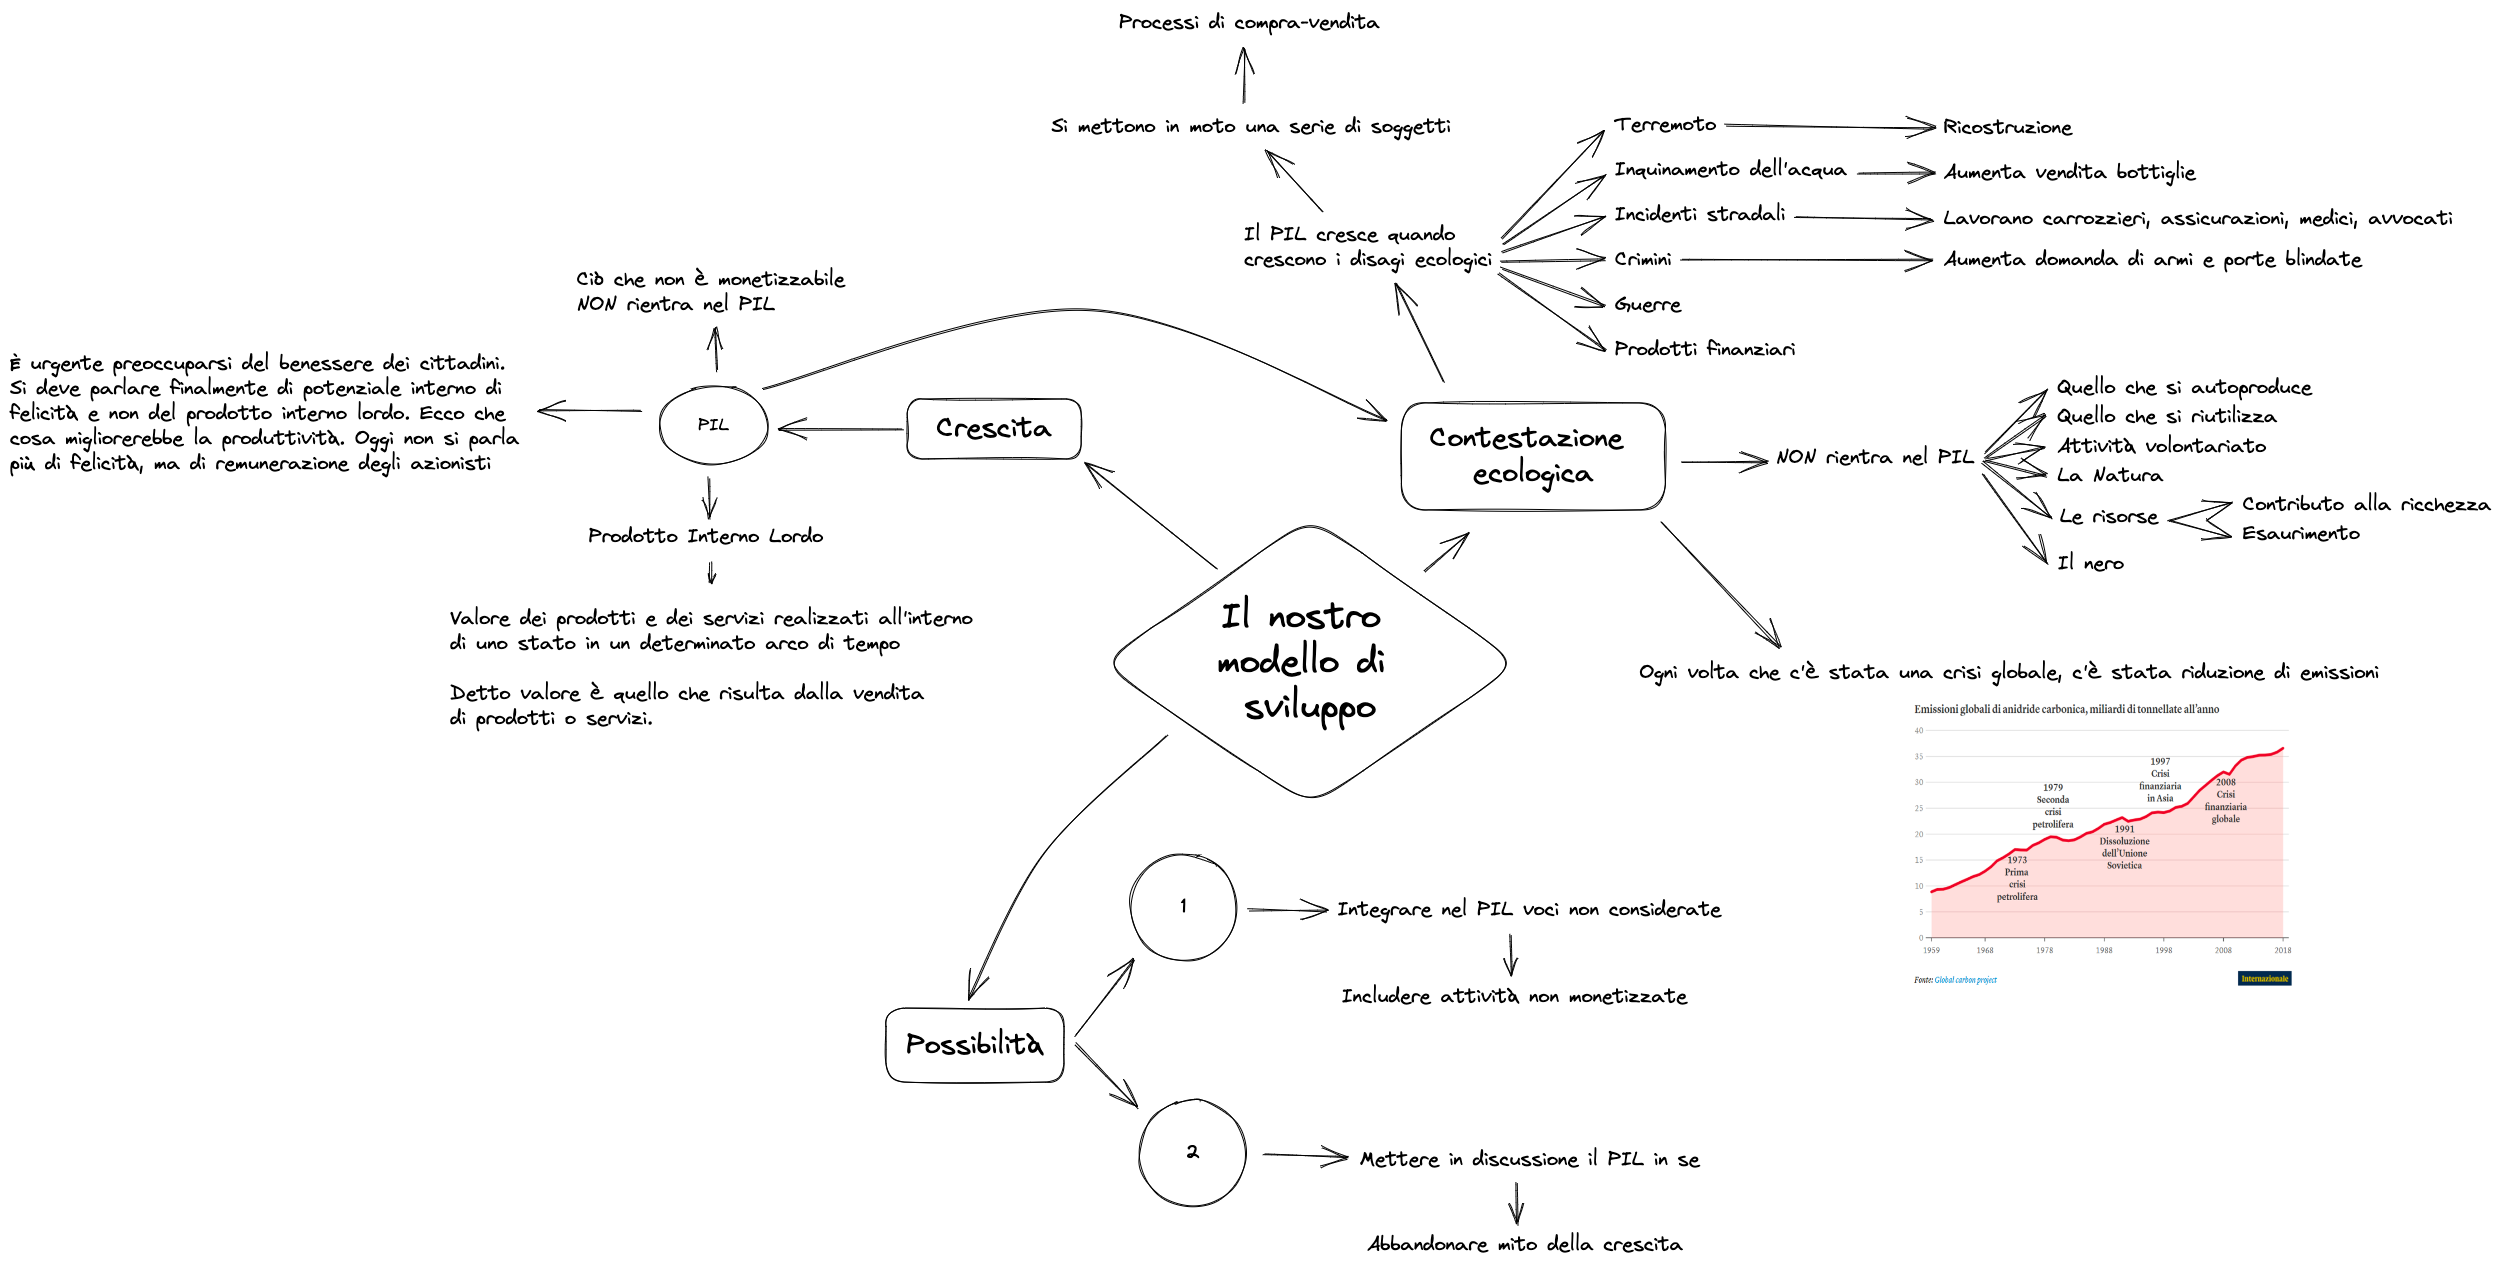 Processi di compra-vendita
Si mettono in moto una serie di soggetti
Il PIL cresce quando
crescono i disagi ecologici
Terremoto
Ricostruzione
Inquinamento dell'acqua
Aumenta vendita bottiglie
Incidenti stradali
Lavorano carrozzieri, assicurazioni, medici, avvocati
Crimini
Aumenta domanda di armi e porte blindate
Guerre
Prodotti finanziari
Ciò che non è monetizzabile
NON rientra nel PIL
È urgente preoccuparsi del benessere dei cittadini.
Si deve parlare finalmente di potenziale interno di
felicità e non del prodotto interno lordo. Ecco che
cosa migliorerebbe la produttività. Oggi non si parla
più di felicità, ma di remunerazione degli azionisti
PIL
Crescita
Contestazione
ecologica
NON rientra nel PIL
Quello che si autoproduce
Quello che si riutilizza
Attività volontariato
La Natura
Le risorse
Contributo alla ricchezza
Esaurimento
Il nero
Prodotto Interno Lordo
Valore dei prodotti e dei servizi realizzati all'interno
di uno stato in un determinato arco di tempo
Detto valore è quello che risulta dalla vendita
di prodotti o servizi.
Il nostro
modello di
sviluppo
Ogni volta che c'è stata una crisi globale, c'è stata riduzione di emissioni
Emissioni globali di anidride carbonica, miliardi di tonnellate all'anno
40
35
30
25
20
15
10
5
0
1973
Prima
crisi
petrolifera
1979
Seconda
crisi
petrolifera
1991
Dissoluzione
dell'Unione
Sovietica
1997
Crisi
finanziaria
in Asia
2008
Crisi
finanziaria
globale
1959 1968 1978 1988 1998 2008 2018
Fonte: Global carbon project
Internazionale
Possibilità
1
Integrare nel PIL voci non considerate
Includere attività non monetizzate
2
Mettere in discussione il PIL in se
Abbandonare mito della crescita